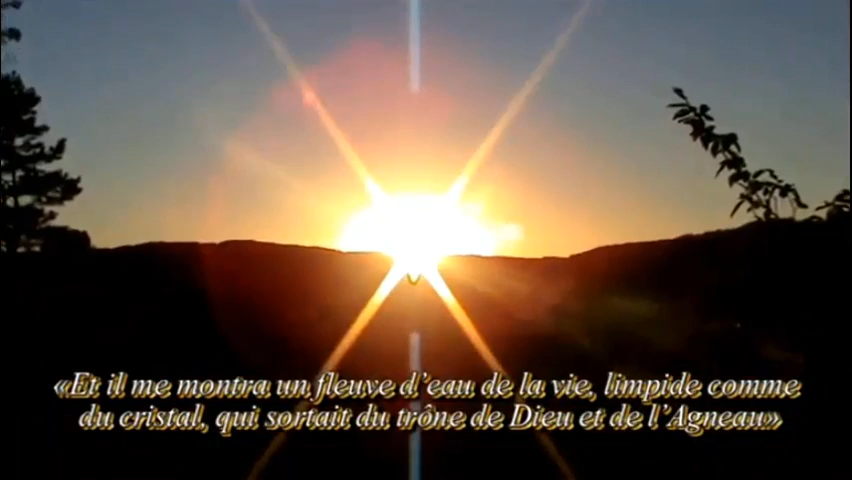 «Et il me montra un fleuve d’eau de la vie, limpide comme
du cristal, qui sortait du trône de Dieu et de l’Agneau»